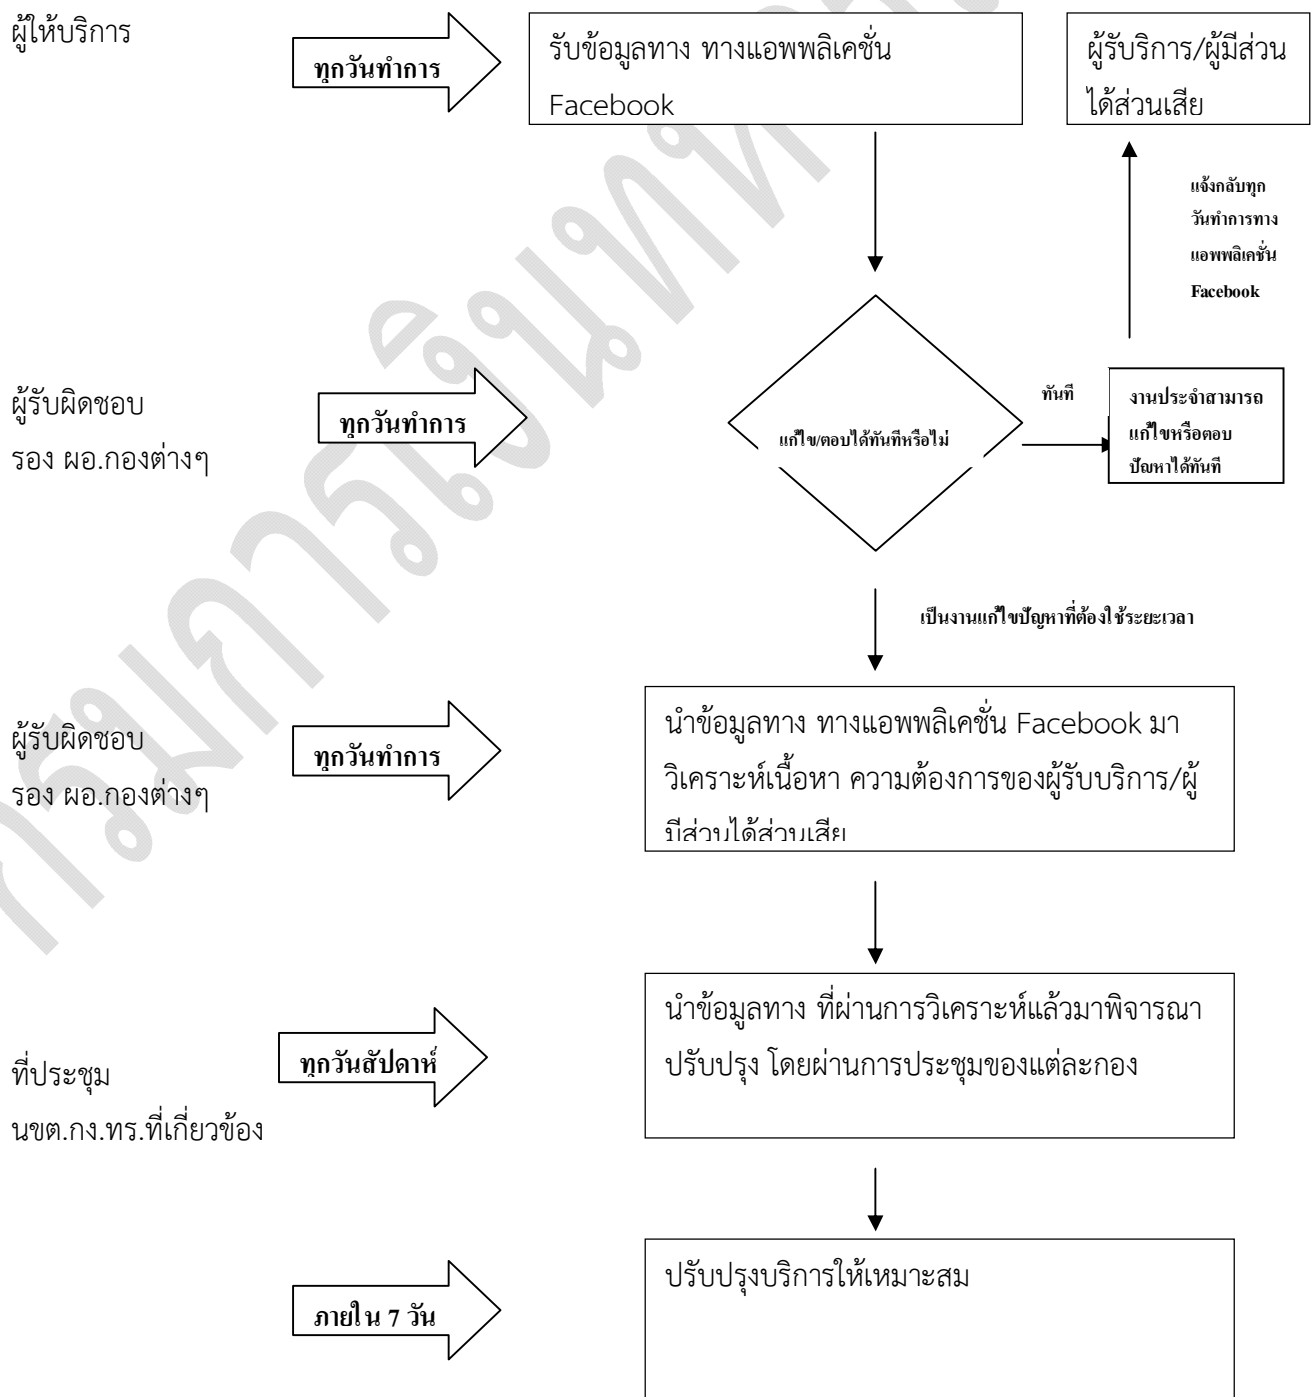 ผู้ให้บริการ
ทุกวันทำการ
รับข้อมูลทาง ทางแอพพลิเคชั่น
Facebook
ผู้รับริการ/ผู้มีส่วน
ได้ส่วนเสีย
แจ้งกลับทุก
วันทำการทาง
แอพพลิเคชั่น
Facebook
ผู้รับผิดชอบ
รอง ผอ.กองต่างๆ
ทุกวันทำการ
แก้ไข/ตอบได้ทันทีหรือไม่
ทันที
งานประจำสามารถ
แก้ไขหรือตอบ
ปัญหาได้ทันที
เป็นงานแก้ไขปัญหาที่ต้องใช้ระยะเวลา
ผู้รับผิดชอบ
รอง ผอ.กองต่างๆ
ทุกวันทำการ
นำข้อมูลทาง ทางแอพพลิเคชั่น Facebook มา
วิเคราะห์เนื้อหา ความต้องการของผู้รับบริการ/ผู้
มีส่วนได้ส่วนเสีย
ที่ประชุม
นขต.กง.ทร.ที่เกี่ยวข้อง
ทุกวันสัปดาห์
นำข้อมูลทาง ที่ผ่านการวิเคราะห์แล้วมาพิจารณา
ปรับปรุง โดยผ่านการประชุมของแต่ละกอง
ภายใน 7 วัน
ปรับปรุงบริการให้เหมาะสม
กรมการเงินทหาร